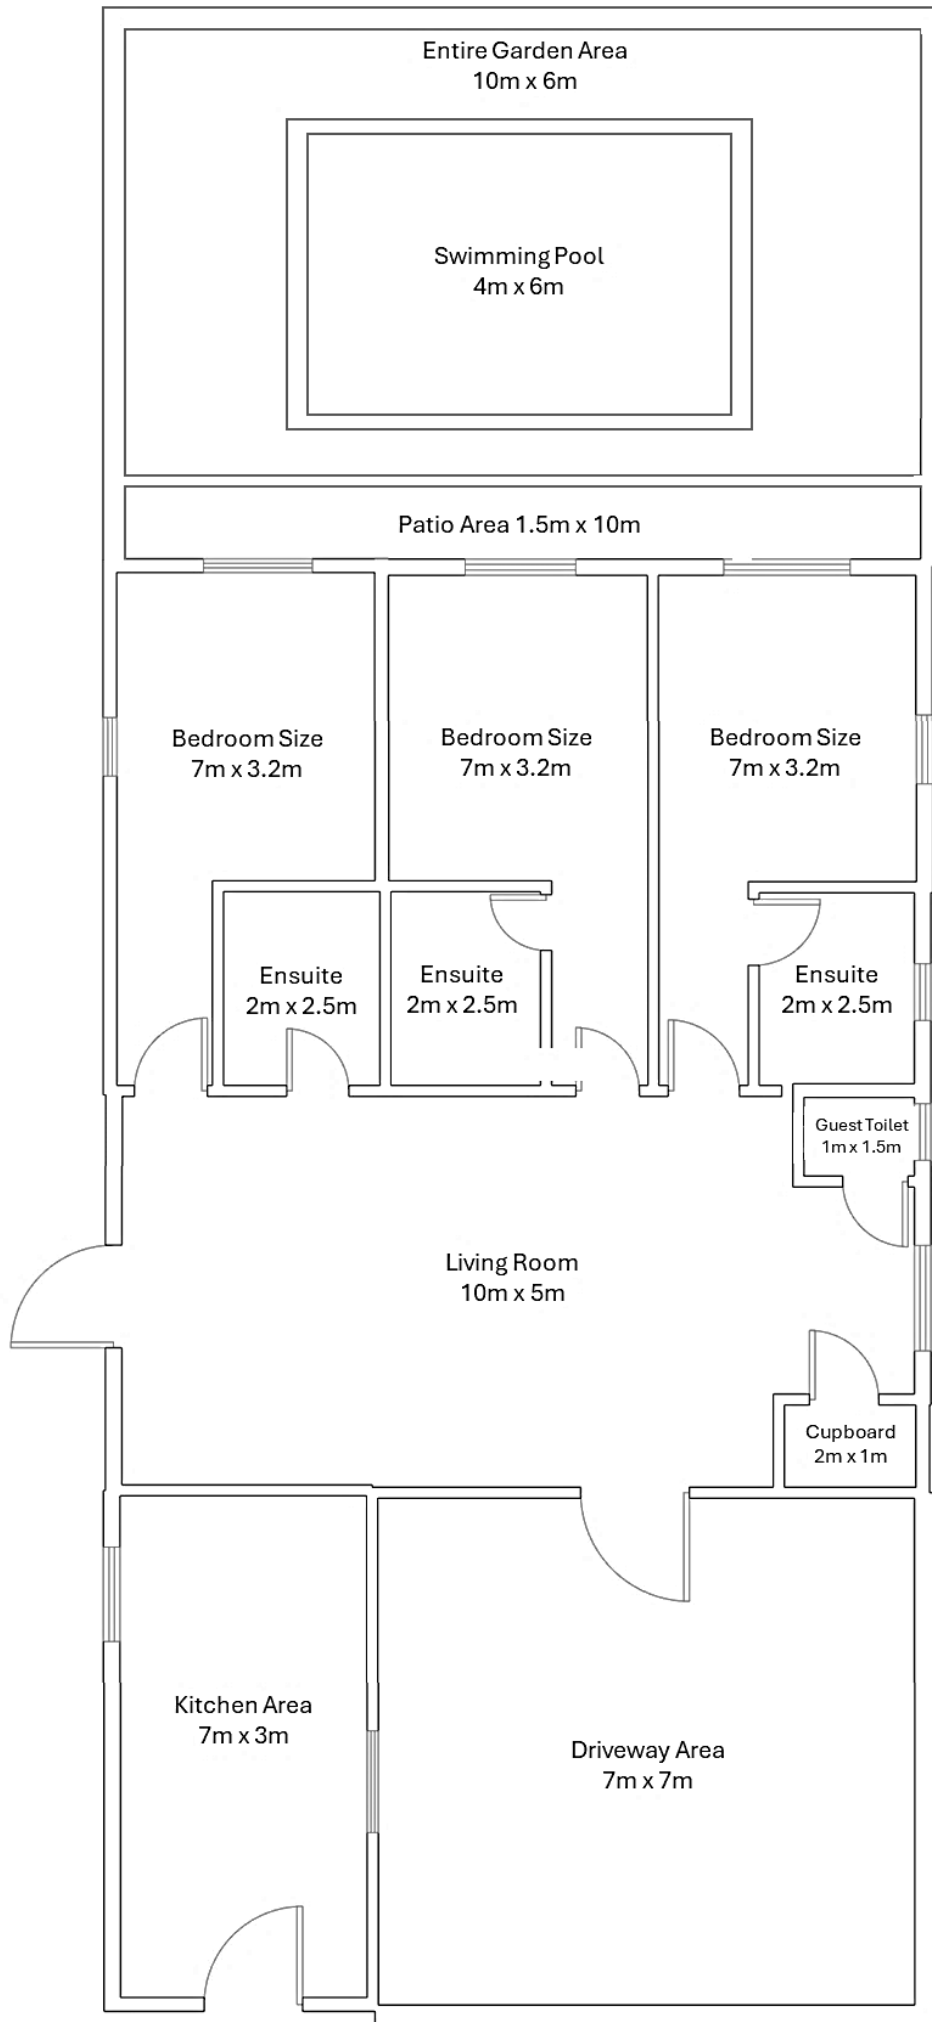 Entire Garden Area
10m x 6m
Swimming Pool
4m x 6m
Patio Area 1.5m x 10m
Bedroom Size
7m x 3.2m
Bedroom Size
7m x 3.2m
Bedroom Size
7m x 3.2m
Ensuite
2m x 2.5m
Ensuite
2m x 2.5m
Ensuite
2m x 2.5m
Guest Toilet
1m x 1.5m
Living Room
10m x 5m
Cupboard
2m x 1m
Kitchen Area
7m x 3m
Driveway Area
7m x 7m